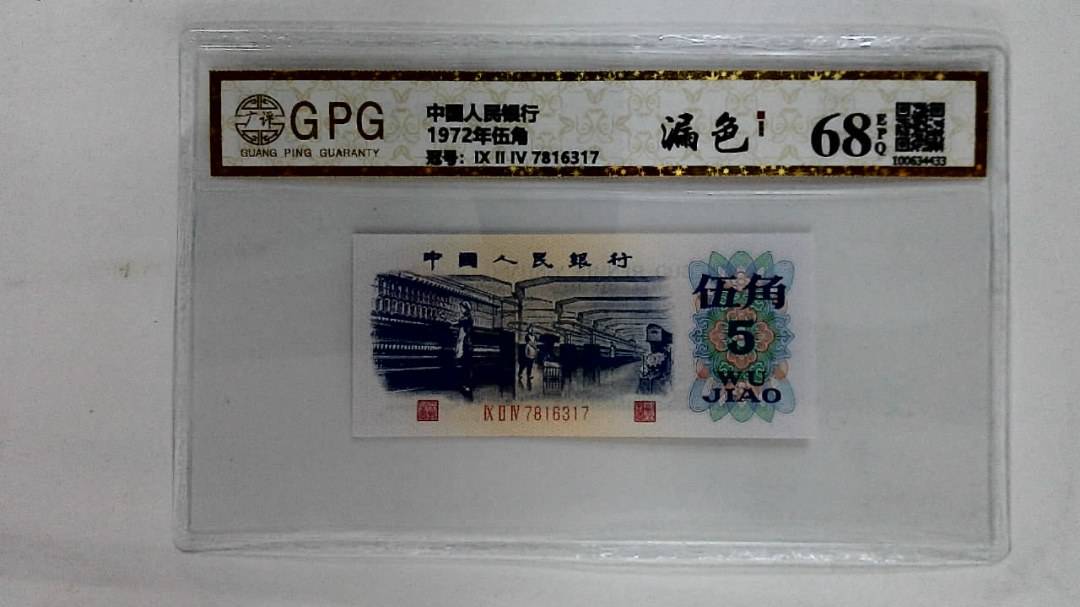 广评
GPG
GUANG PING GUARANTY
中國人民銀行
1972年伍角
冠号：IX II IV 7816317
漏色
68
EPQ
100634433
中國人民銀行
伍角
5
WU
JIAO
IX II IV 7816317